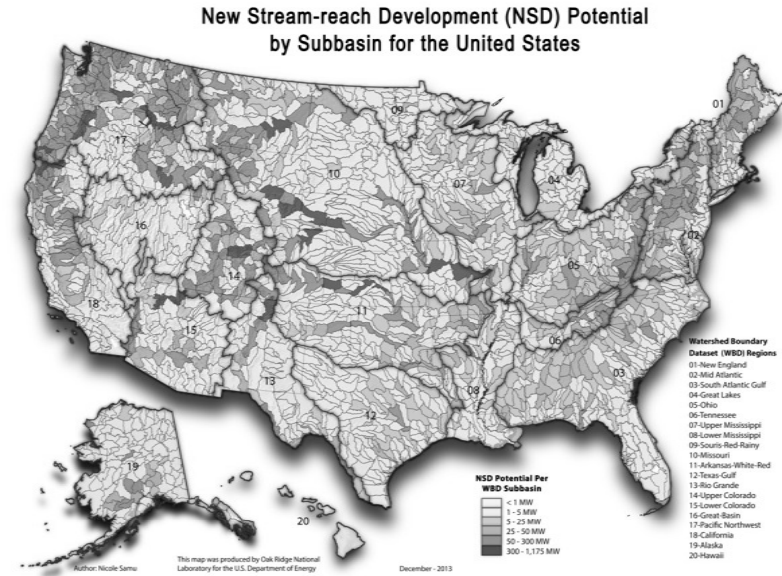 New Stream-reach Development (NSD) Potential
by Subbasin for the United States
01
09
17
10
07
04
16
02
14
05
18
11
15
06
13
08
03
12
19
20
Watershed Boundary
Dataset (WBD) Regions
01-New England
02-Mid Atlantic
03-South Atlantic Gulf
04-Great Lakes
05-Ohio
06-Tennessee
07-Upper Mississippi
08-Lower Mississippi
09-Souris-Red-Rainy
10-Missouri
11-Arkansas-White-Red
12-Texas-Gulf
13-Rio Grande
14-Upper Colorado
15-Lower Colorado
16-Great-Basin
17-Pacific Northwest
18-California
19-Alaska
20-Hawaii
NSD Potential Per
WBD Subbasin
< 1 MW
1 - 5 MW
5 - 25 MW
25 - 50 MW
50 - 300 MW
300 - 1,175 MW
Author: Nicole Samu
This map was produced by Oak Ridge National
Laboratory for the U.S. Department of Energy
December - 2013